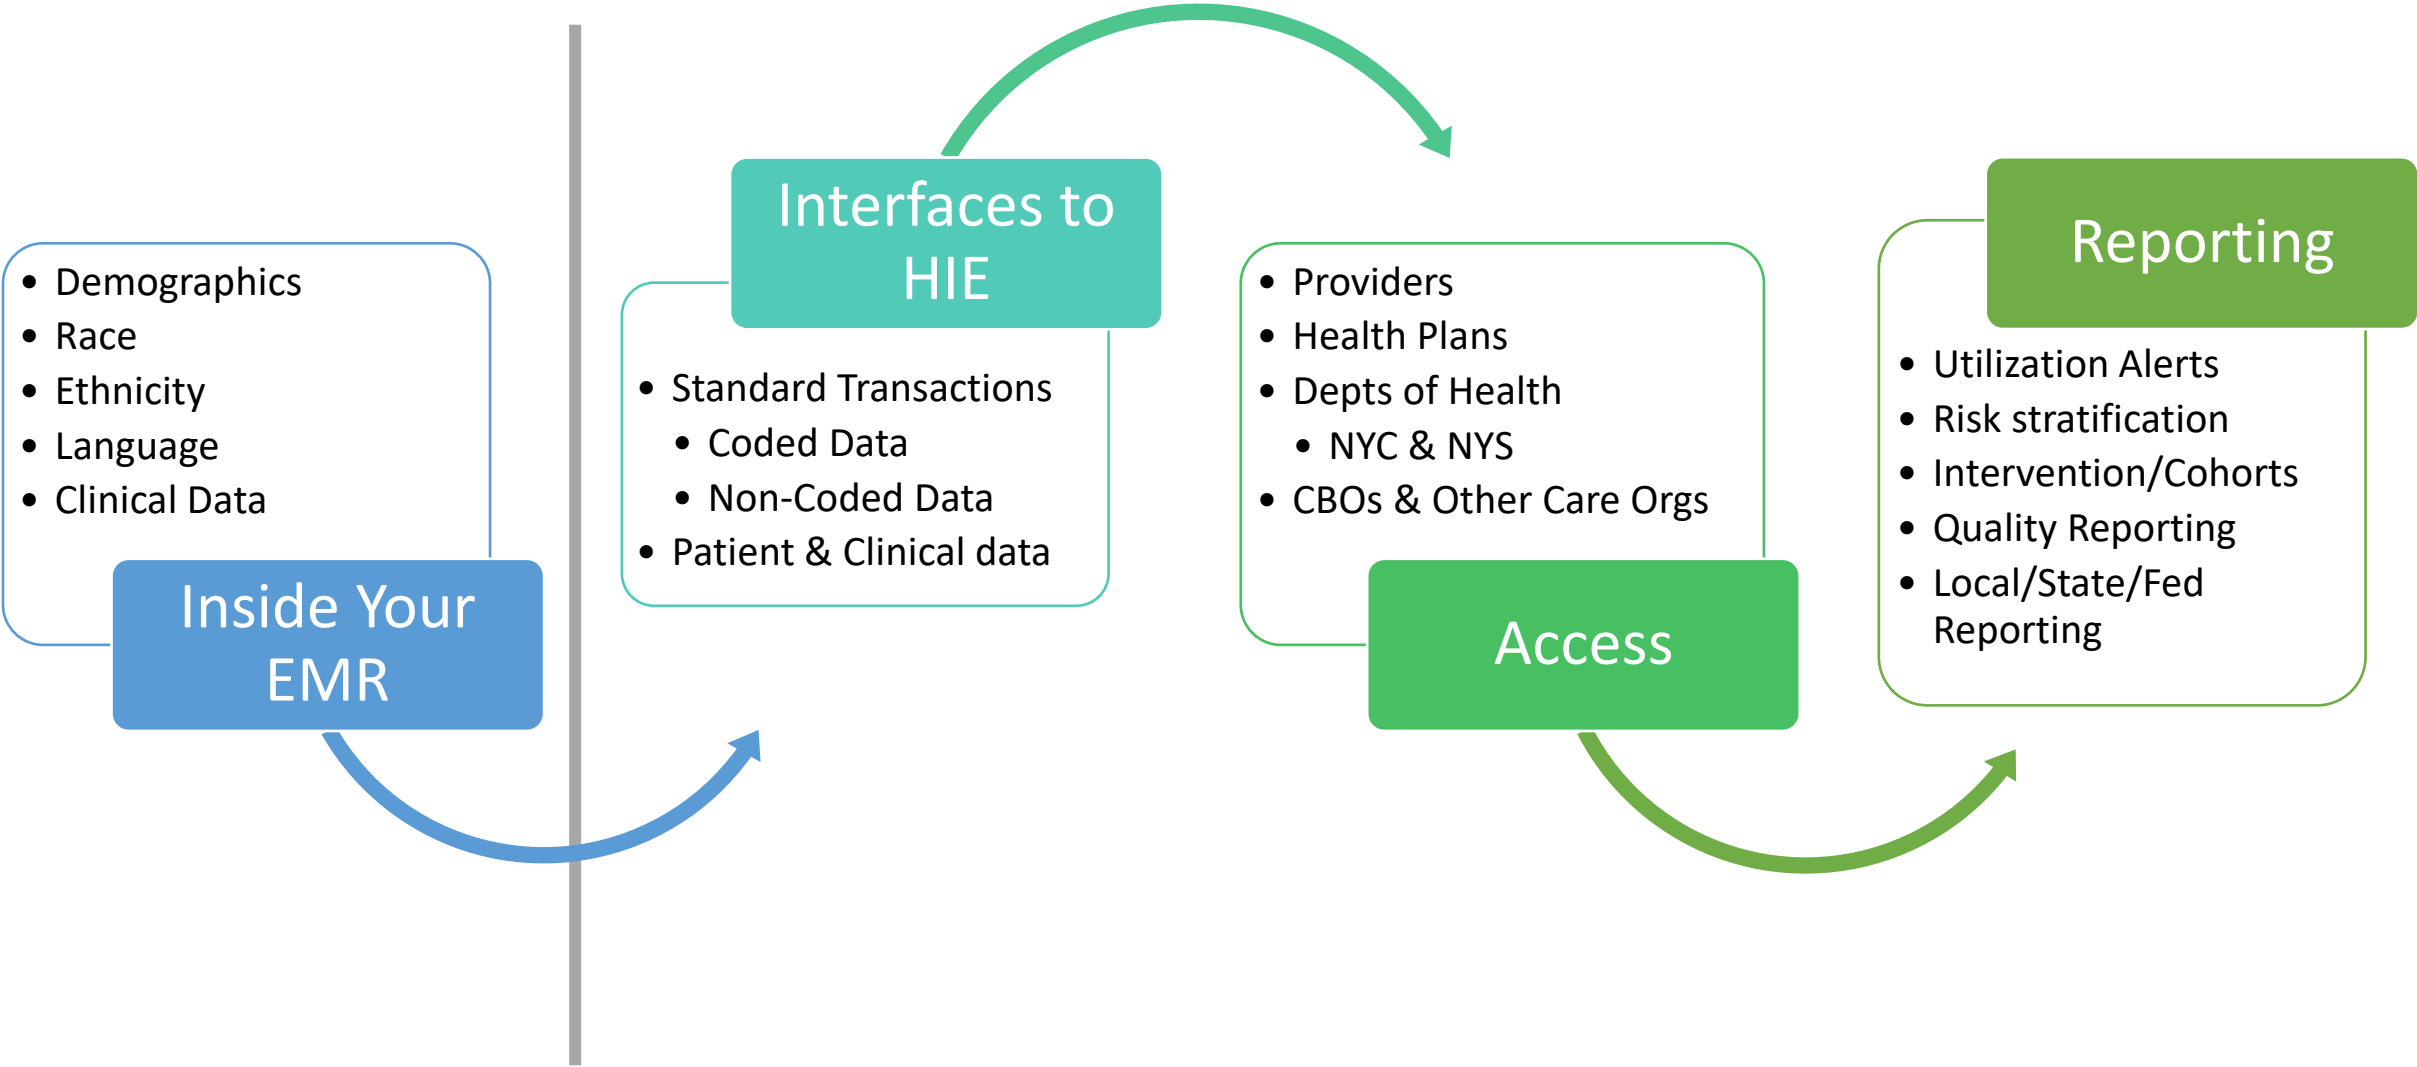 Demographics
Race
Ethnicity
Language
Clinical Data
Inside Your
EMR
Interfaces to
HIE
Standard Transactions
Coded Data
Non-Coded Data
Patient & Clinical data
Providers
Health Plans
Depts of Health
NYC & NYS
CBOs & Other Care Orgs
Access
Reporting
Utilization Alerts
Risk stratification
Intervention/Cohorts
Quality Reporting
Local/State/Fed
Reporting